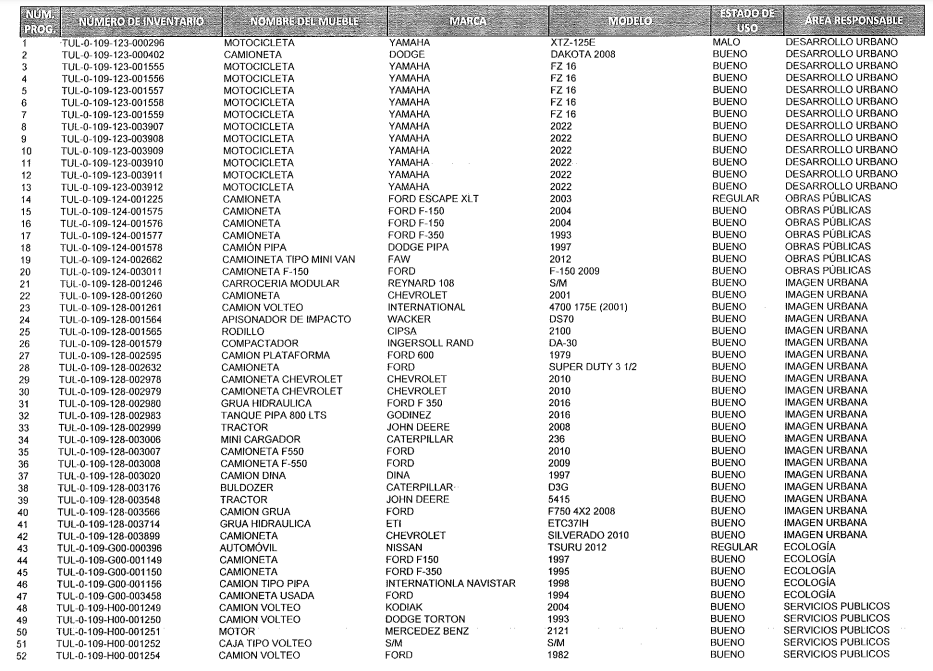 NÚM. PROG. NÚMERO DE INVENTARIO NOMBRE DEL MUEBLE MARCA MODELO ESTADO DE USO ÁREA RESPONSABLE
1 TUL-0-109-123-000296 MOTOCICLETA YAMAHA XTZ-125E MALO DESARROLLO URBANO
2 TUL-0-109-123-000402 CAMIONETA DODGE DAKOTA 2008 BUENO DESARROLLO URBANO
3 TUL-0-109-123-001555 MOTOCICLETA YAMAHA FZ 16 BUENO DESARROLLO URBANO
4 TUL-0-109-123-001556 MOTOCICLETA YAMAHA FZ 16 BUENO DESARROLLO URBANO
5 TUL-0-109-123-001557 MOTOCICLETA YAMAHA FZ 16 BUENO DESARROLLO URBANO
6 TUL-0-109-123-001558 MOTOCICLETA YAMAHA FZ 16 BUENO DESARROLLO URBANO
7 TUL-0-109-123-001559 MOTOCICLETA YAMAHA FZ 16 BUENO DESARROLLO URBANO
8 TUL-0-109-123-003907 MOTOCICLETA YAMAHA 2022 BUENO DESARROLLO URBANO
9 TUL-0-109-123-003908 MOTOCICLETA YAMAHA 2022 BUENO DESARROLLO URBANO
10 TUL-0-109-123-003909 MOTOCICLETA YAMAHA 2022 BUENO DESARROLLO URBANO
11 TUL-0-109-123-003910 MOTOCICLETA YAMAHA 2022 BUENO DESARROLLO URBANO
12 TUL-0-109-123-003911 MOTOCICLETA YAMAHA 2022 BUENO DESARROLLO URBANO
13 TUL-0-109-123-003912 MOTOCICLETA YAMAHA 2022 BUENO DESARROLLO URBANO
14 TUL-0-109-124-001225 CAMIONETA FORD ESCAPE XLT 2003 REGULAR OBRAS PÚBLICAS
15 TUL-0-109-124-001575 CAMIONETA FORD F-150 2004 BUENO OBRAS PÚBLICAS
16 TUL-0-109-124-001576 CAMIONETA FORD F-150 2004 BUENO OBRAS PÚBLICAS
17 TUL-0-109-124-001577 CAMIONETA FORD F-350 1993 BUENO OBRAS PÚBLICAS
18 TUL-0-109-124-001578 CAMIÓN PIPA DODGE PIPA 1997 BUENO OBRAS PÚBLICAS
19 TUL-0-109-124-002662 CAMIOINETA TIPO MINI VAN FAW 2012 BUENO OBRAS PÚBLICAS
20 TUL-0-109-124-003011 CAMIONETA F-150 FORD F-150 2009 BUENO OBRAS PÚBLICAS
21 TUL-0-109-128-001246 CARROCERIA MODULAR REYNARD 108 S/M BUENO IMAGEN URBANA
22 TUL-0-109-128-001260 CAMIONETA CHEVROLET 2001 BUENO IMAGEN URBANA
23 TUL-0-109-128-001261 CAMION VOLTEO INTERNATIONAL 4700 175E (2001) BUENO IMAGEN URBANA
24 TUL-0-109-128-001564 APISONADOR DE IMPACTO WACKER DS70 BUENO IMAGEN URBANA
25 TUL-0-109-128-001565 RODILLO CIPSA 2100 BUENO IMAGEN URBANA
26 TUL-0-109-128-001579 COMPACTADOR INGERSOLL RAND DA-30 BUENO IMAGEN URBANA
27 TUL-0-109-128-002595 CAMION PLATAFORMA FORD 600 1979 BUENO IMAGEN URBANA
28 TUL-0-109-128-002632 CAMIONETA FORD SUPER DUTY 3 1/2 BUENO IMAGEN URBANA
29 TUL-0-109-128-002978 CAMIONETA CHEVROLET CHEVROLET 2010 BUENO IMAGEN URBANA
30 TUL-0-109-128-002979 CAMIONETA CHEVROLET CHEVROLET 2010 BUENO IMAGEN URBANA
31 TUL-0-109-128-002980 GRUA HIDRAULICA FORD F 350 2016 BUENO IMAGEN URBANA
32 TUL-0-109-128-002983 TANQUE PIPA 800 LTS GODINEZ 2016 BUENO IMAGEN URBANA
33 TUL-0-109-128-002999 TRACTOR JOHN DEERE 2008 BUENO IMAGEN URBANA
34 TUL-0-109-128-003006 MINI CARGADOR CATERPILLAR 236 BUENO IMAGEN URBANA
35 TUL-0-109-128-003007 CAMIONETA F550 FORD 2010 BUENO IMAGEN URBANA
36 TUL-0-109-128-003008 CAMIONETA F-550 FORD 2009 BUENO IMAGEN URBANA
37 TUL-0-109-128-003020 CAMION DINA DINA 1997 BUENO IMAGEN URBANA
38 TUL-0-109-128-003176 BULDOZER CATERPILLAR D3G BUENO IMAGEN URBANA
39 TUL-0-109-128-003548 TRACTOR JOHN DEERE 5415 BUENO IMAGEN URBANA
40 TUL-0-109-128-003566 CAMION GRUA FORD F750 4X2 2008 BUENO IMAGEN URBANA
41 TUL-0-109-128-003714 GRUA HIDRAULICA ETI ETC37IH BUENO IMAGEN URBANA
42 TUL-0-109-128-003899 CAMIONETA CHEVROLET SILVERADO 2010 BUENO IMAGEN URBANA
43 TUL-0-109-G00-000396 AUTOMÓVIL NISSAN TSURU 2012 REGULAR ECOLOGÍA
44 TUL-0-109-G00-001149 CAMIONETA FORD F150 1997 BUENO ECOLOGÍA
45 TUL-0-109-G00-001150 CAMIONETA FORD F-350 1995 BUENO ECOLOGÍA
46 TUL-0-109-G00-001156 CAMION TIPO PIPA INTERNATIONLA NAVISTAR 1998 BUENO ECOLOGÍA
47 TUL-0-109-G00-003458 CAMIONETA USADA FORD 1994 BUENO ECOLOGÍA
48 TUL-0-109-H00-001249 CAMION VOLTEO KODIAK 2004 BUENO SERVICIOS PUBLICOS
49 TUL-0-109-H00-001250 CAMION VOLTEO DODGE TORTON 1993 BUENO SERVICIOS PUBLICOS
50 TUL-0-109-H00-001251 MOTOR MERCEDEZ BENZ 2121 BUENO SERVICIOS PUBLICOS
51 TUL-0-109-H00-001252 CAJA TIPO VOLTEO S/M S/M BUENO SERVICIOS PUBLICOS
52 TUL-0-109-H00-001254 CAMION VOLTEO FORD 1982 BUENO SERVICIOS PUBLICOS